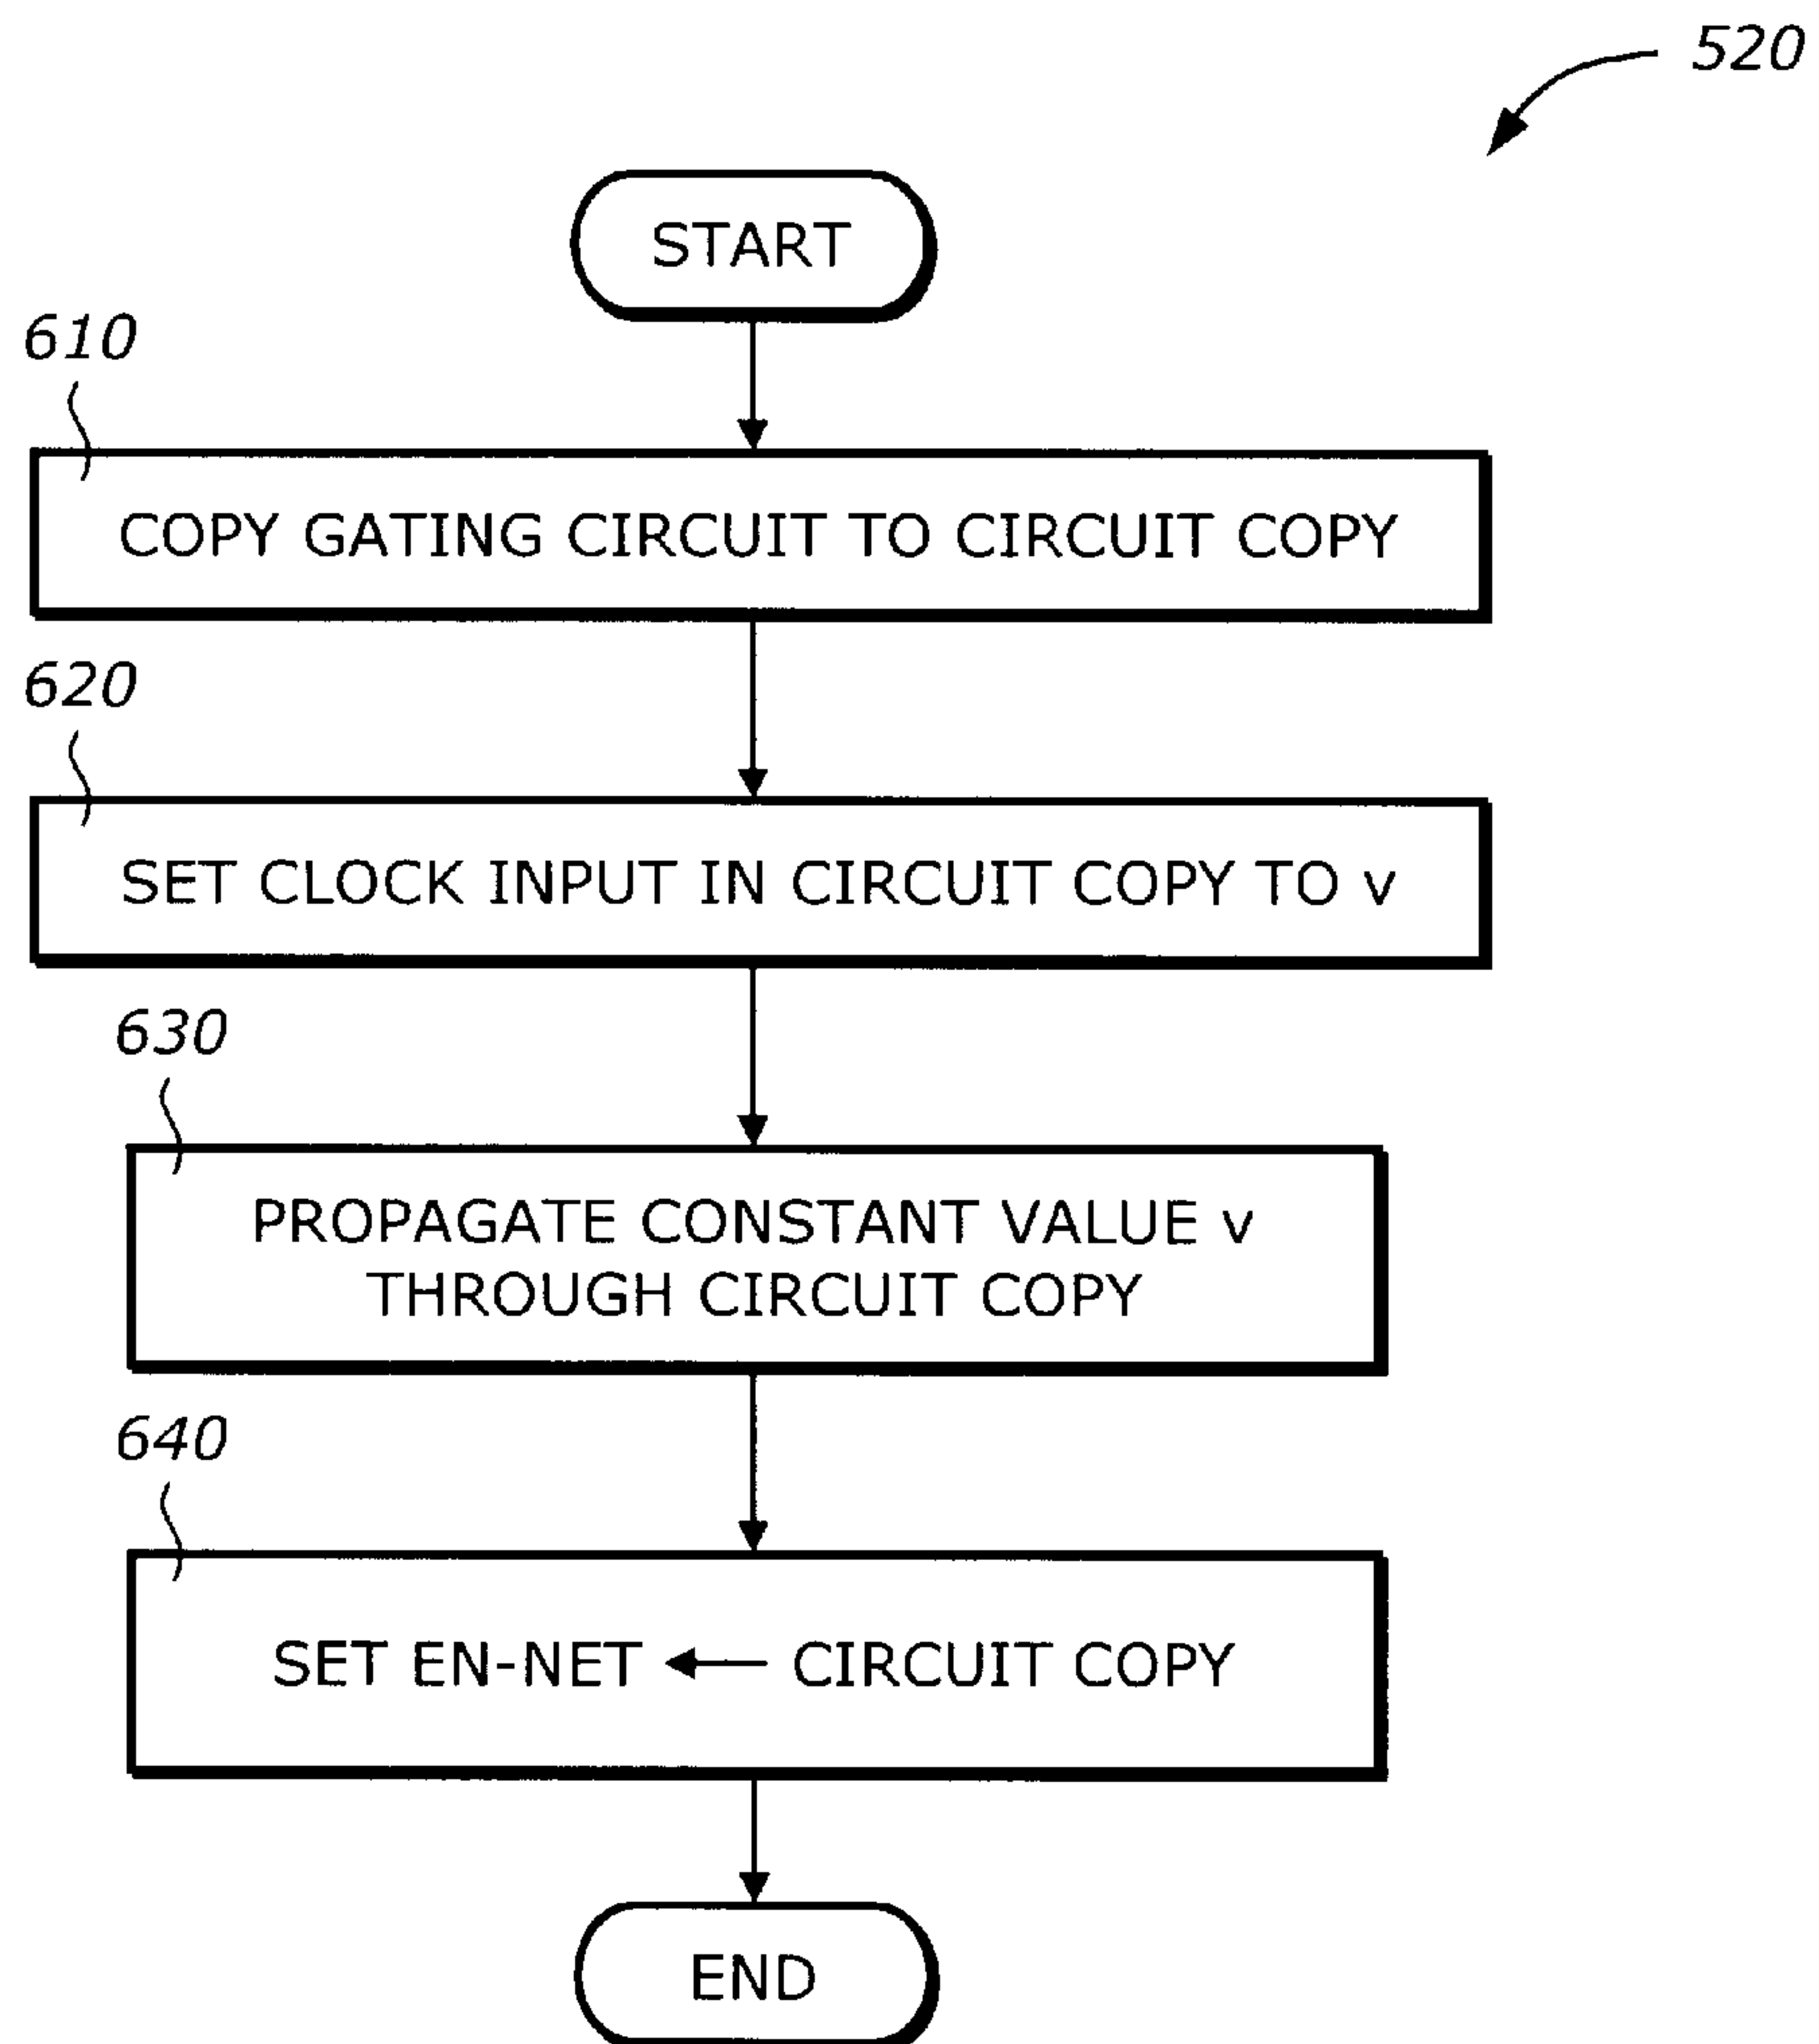 520
START
610
COPY GATING CIRCUIT TO CIRCUIT COPY
620
SET CLOCK INPUT IN CIRCUIT COPY TO v
630
PROPAGATE CONSTANT VALUE v
THROUGH CIRCUIT COPY
640
SET EN-NET ← CIRCUIT COPY
END